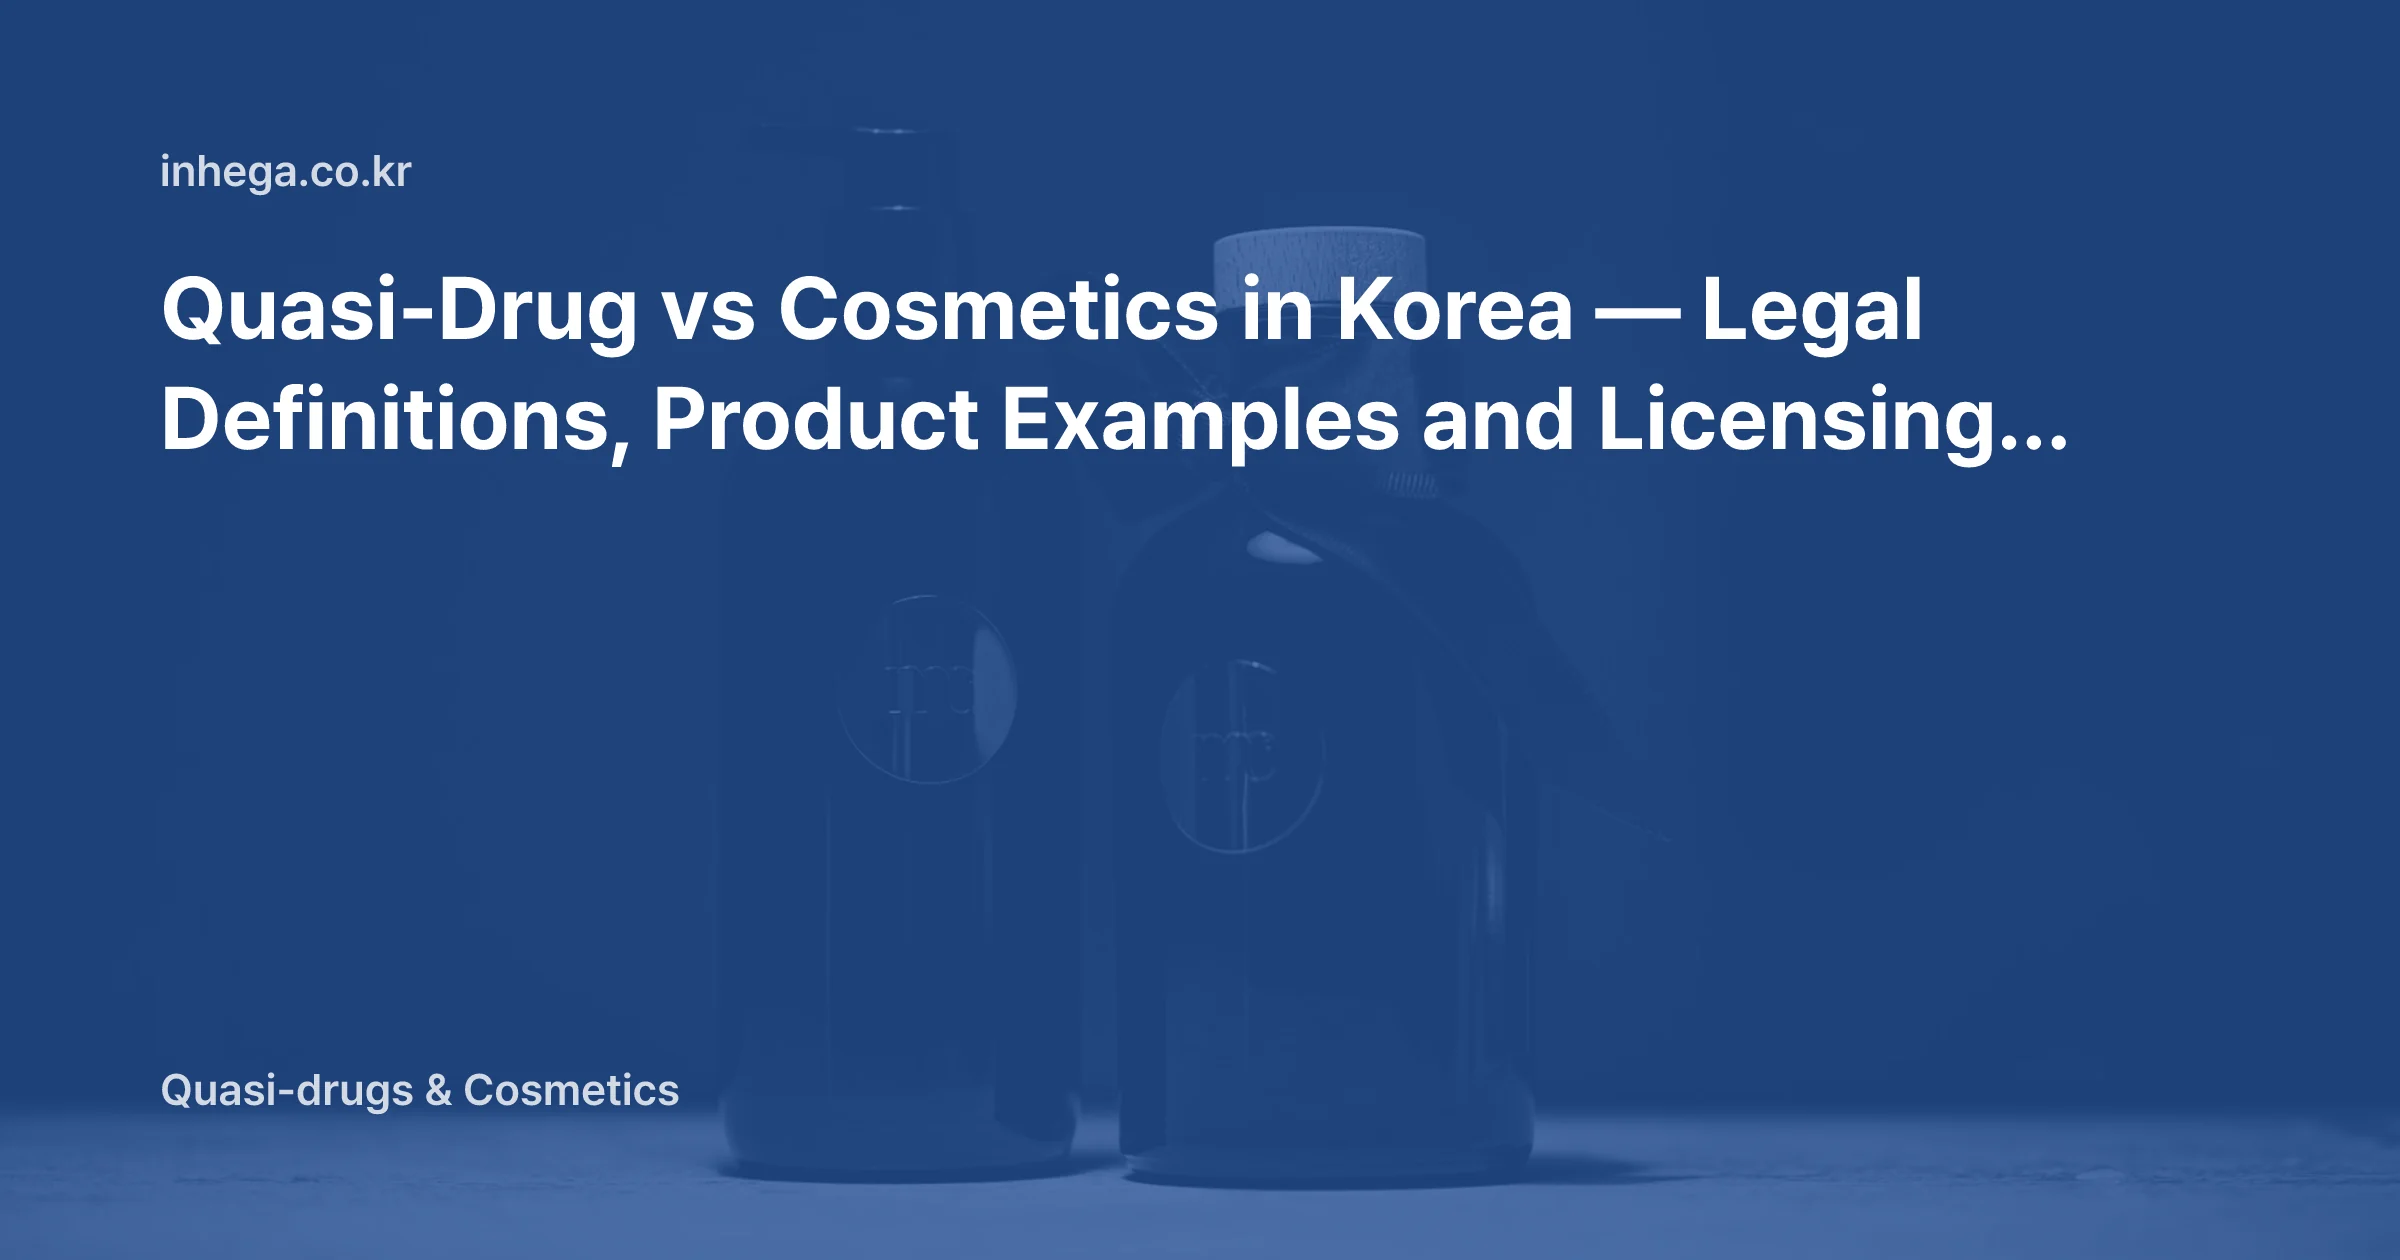 inhega.co.kr
Quasi-Drug vs Cosmetics in Korea — Legal
Definitions, Product Examples and Licensing...
Quasi-drugs & Cosmetics